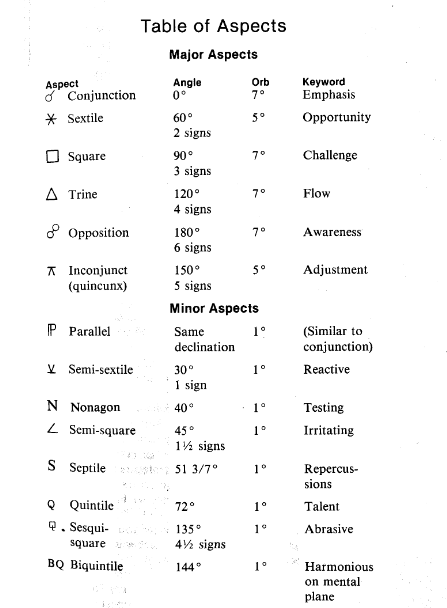 Table of Aspects
Major Aspects
Aspect Angle Orb Keyword
☌ Conjunction 0° 7° Emphasis
⚹ Sextile 60° 5° Opportunity
2 signs
□ Square 90° 7° Challenge
3 signs
△ Trine 120° 7° Flow
4 signs
☍ Opposition 180° 7° Awareness
6 signs
⚻ Inconjunct 150° 5° Adjustment
(quincunx) 5 signs
Minor Aspects
P Parallel Same 1° (Similar to
declination conjunction)
⚺ Semi-sextile 30° 1° Reactive
1 sign
N Nonagon 40° 1° Testing
∠ Semi-square 45° 1° Irritating
1½ signs
S Septile 51 3/7° 1° Repercus-
sions
Q Quintile 72° 1° Talent
⚼ Sesqui- 135° 1° Abrasive
square 4½ signs
BQ Biquintile 144° 1° Harmonious
on mental
plane